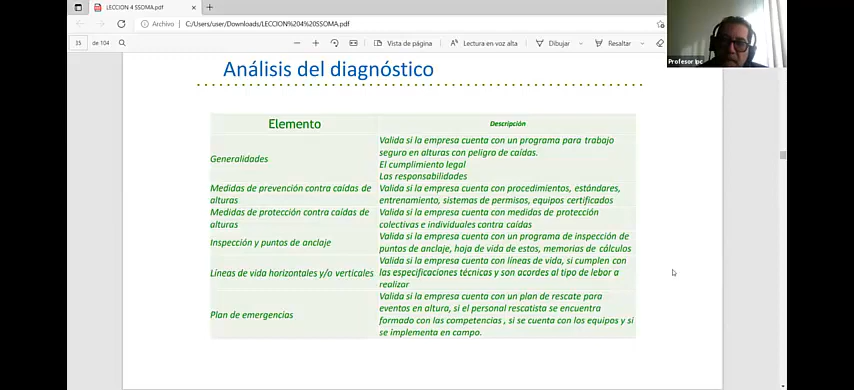 LECCION 4 SSOMA.pdf
Archivo
C:/Users/user/Downloads/LECCION%204%20SSOMA.pdf
35 de 104
Vista de página
Lectura en voz alta
Dibujar
Resaltar
Profesor Ipc
Análisis del diagnóstico
Elemento
Descripción
Generalidades
Valida si la empresa cuenta con un programa para trabajo
seguro en alturas con peligro de caídas.
El cumplimiento legal
Las responsabilidades
Medidas de prevención contra caídas de
alturas
Valida si la empresa cuenta con procedimientos, estándares,
entrenamiento, sistemas de permisos, equipos certificados
Medidas de protección contra caídas de
alturas
Valida si la empresa cuenta con medidas de protección
colectivas e individuales contra caídas
Inspección y puntos de anclaje
Valida si la empresa cuenta con un programa de inspección de
puntos de anclaje, hoja de vida de estos, memorias de cálculos
Líneas de vida horizontales y/o verticales
Valida si la empresa cuenta con líneas de vida, si cumplen con
las especificaciones técnicas y son acordes al tipo de lebor a
realizar
Plan de emergencias
Valida si la empresa cuenta con un plan de rescate para
eventos en altura, si el personal rescatista se encuentra
formado con las competencias , si se cuenta con los equipos y si
se implementa en campo.